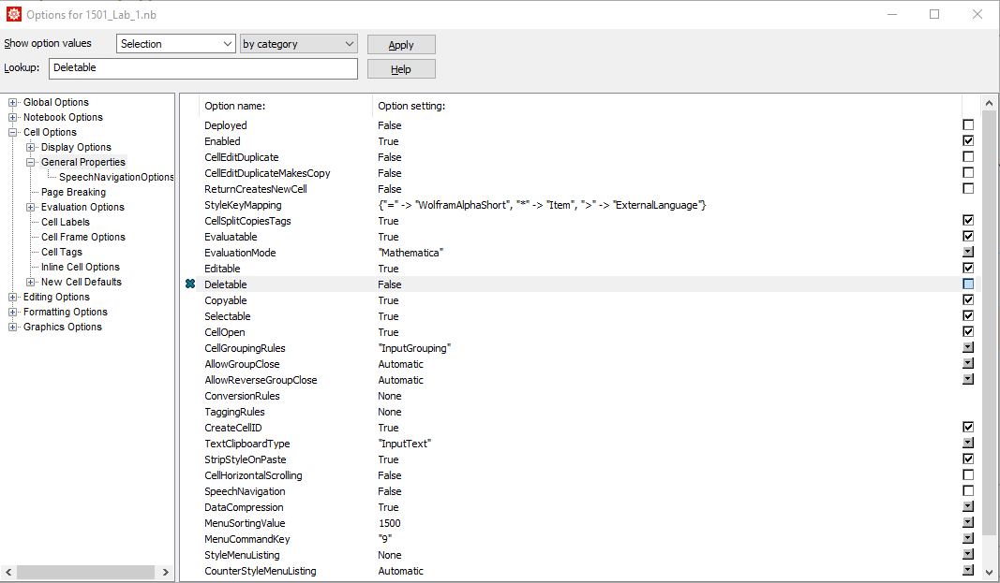 Options for 1501_Lab_1.nb
Show option values Selection by category Apply
Lookup: Deletable Help
Global Options
Notebook Options
Cell Options
Display Options
General Properties
SpeechNavigationOptions
Page Breaking
Evaluation Options
Cell Labels
Cell Frame Options
Cell Tags
Inline Cell Options
New Cell Defaults
Editing Options
Formatting Options
Graphics Options
Option name: Option setting:
Deployed False
Enabled True
CellEditDuplicate False
CellEditDuplicateMakesCopy False
ReturnCreatesNewCell False
StyleKeyMapping {"=" -> "WolframAlphaShort", "*" -> "Item", ">" -> "ExternalLanguage"}
CellSplitCopiesTags True
Evaluatable True
EvaluationMode "Mathematica"
Editable True
Deletable False
Copyable True
Selectable True
CellOpen True
CellGroupingRules "InputGrouping"
AllowGroupClose Automatic
AllowReverseGroupClose Automatic
ConversionRules None
TaggingRules None
CreateCellID True
TextClipboardType "InputText"
StripStyleOnPaste True
CellHorizontalScrolling False
SpeechNavigation False
DataCompression True
MenuSortingValue 1500
MenuCommandKey "9"
StyleMenuListing None
CounterStyleMenuListing Automatic